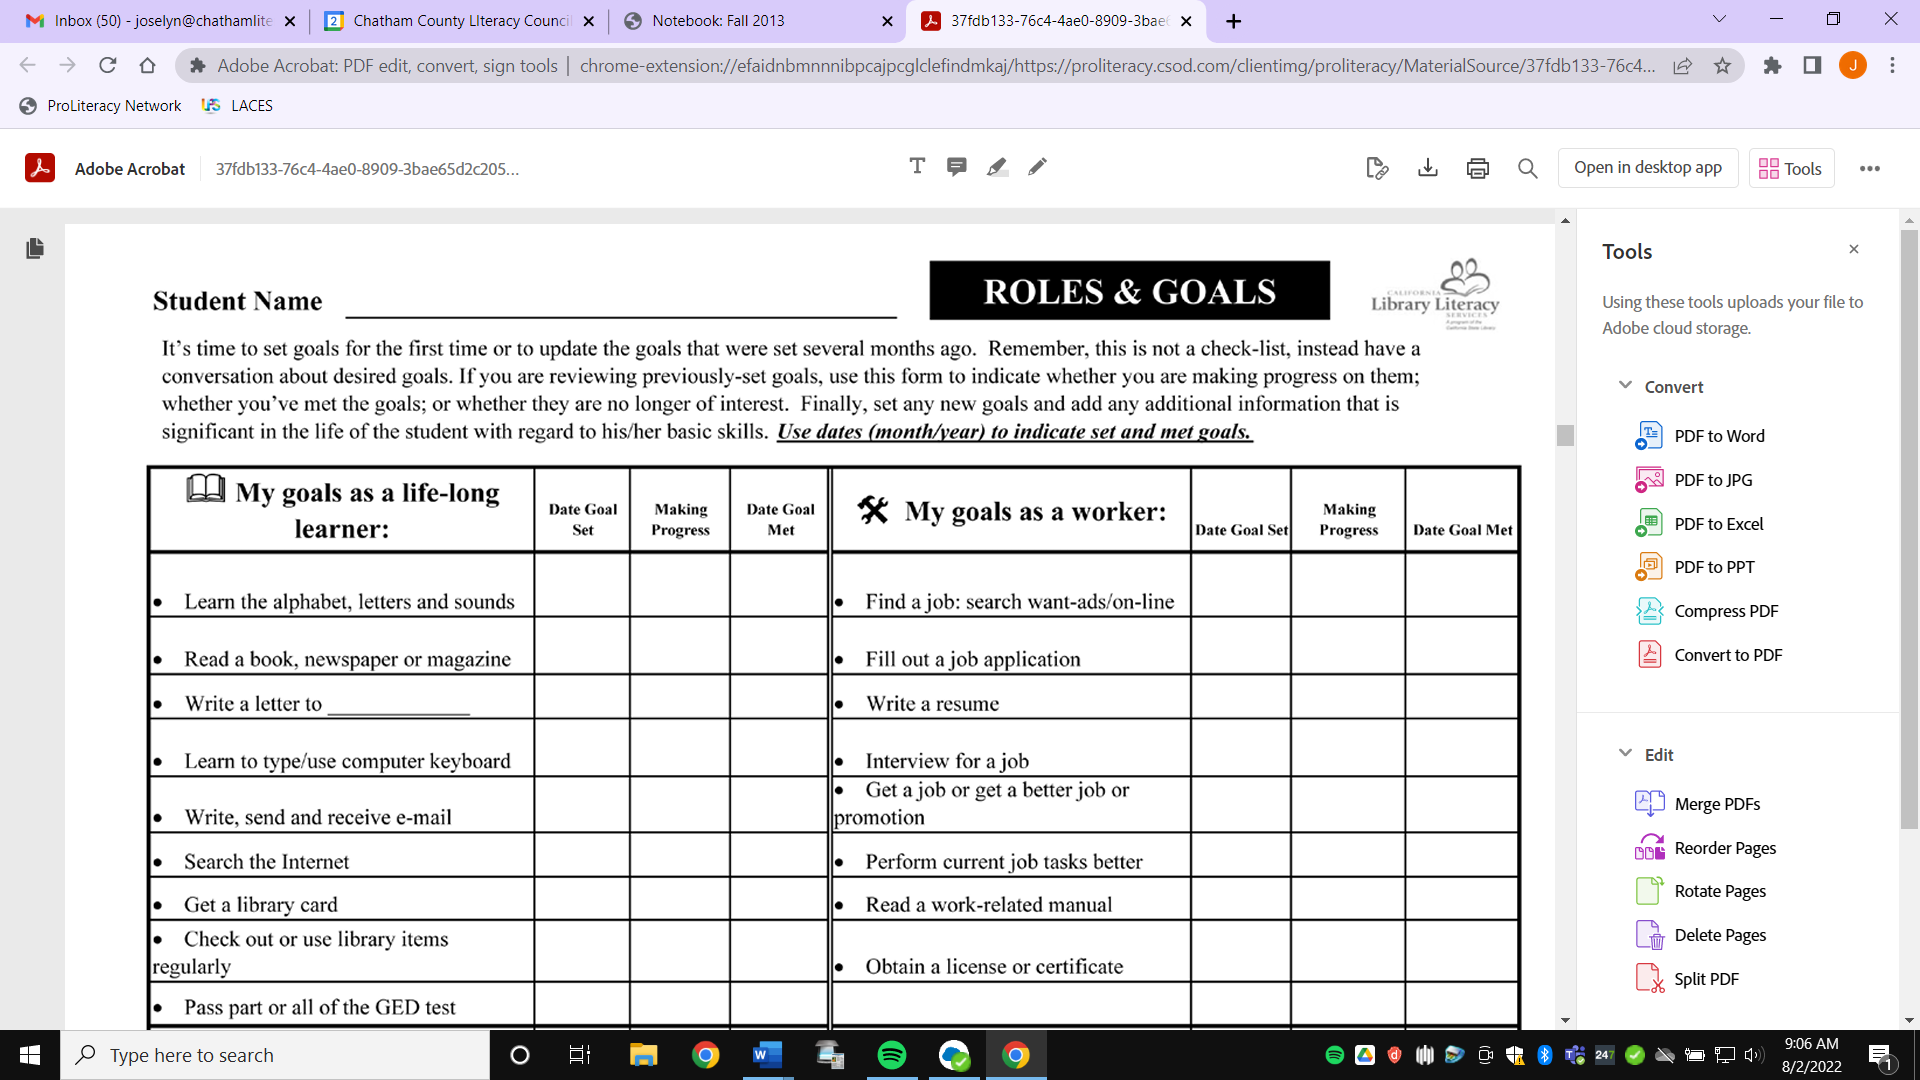 Inbox (50) - joselyn@chathamlite
Chatham County LIteracy Counci
Notebook: Fall 2013
37fdb133-76c4-4ae0-8909-3bae6
Adobe Acrobat: PDF edit, convert, sign tools | chrome-extension://efaidnbmnnnibpcajpcglclefindmkaj/https://proliteracy.csod.com/clientimg/proliteracy/MaterialSource/37fdb133-76c4...
J
ProLiteracy Network
LACES
Adobe Acrobat
37fdb133-76c4-4ae0-8909-3bae65d2c205...
Open in desktop app
Tools
Student Name
ROLES & GOALS
CALIFORNIA
Library Literacy
SERVICES
It's time to set goals for the first time or to update the goals that were set several months ago. Remember, this is not a check-list, instead have a
conversation about desired goals. If you are reviewing previously-set goals, use this form to indicate whether you are making progress on them;
whether you've met the goals; or whether they are no longer of interest. Finally, set any new goals and add any additional information that is
significant in the life of the student with regard to his/her basic skills. Use dates (month/year) to indicate set and met goals.
My goals as a life-long
learner:
Date Goal
Set
Making
Progress
Date Goal
Met
My goals as a worker:
Date Goal Set
Making
Progress
Date Goal Met
• Learn the alphabet, letters and sounds
• Find a job: search want-ads/on-line
• Read a book, newspaper or magazine
• Fill out a job application
• Write a letter to _____________
• Write a resume
• Learn to type/use computer keyboard
• Interview for a job
• Write, send and receive e-mail
• Get a job or get a better job or
promotion
• Search the Internet
• Perform current job tasks better
• Get a library card
• Read a work-related manual
• Check out or use library items
regularly
• Obtain a license or certificate
• Pass part or all of the GED test
Tools
Using these tools uploads your file to
Adobe cloud storage.
Convert
PDF to Word
PDF to JPG
PDF to Excel
PDF to PPT
Compress PDF
Convert to PDF
Edit
Merge PDFs
Reorder Pages
Rotate Pages
Delete Pages
Split PDF
Type here to search
247
9:06 AM
8/2/2022
1